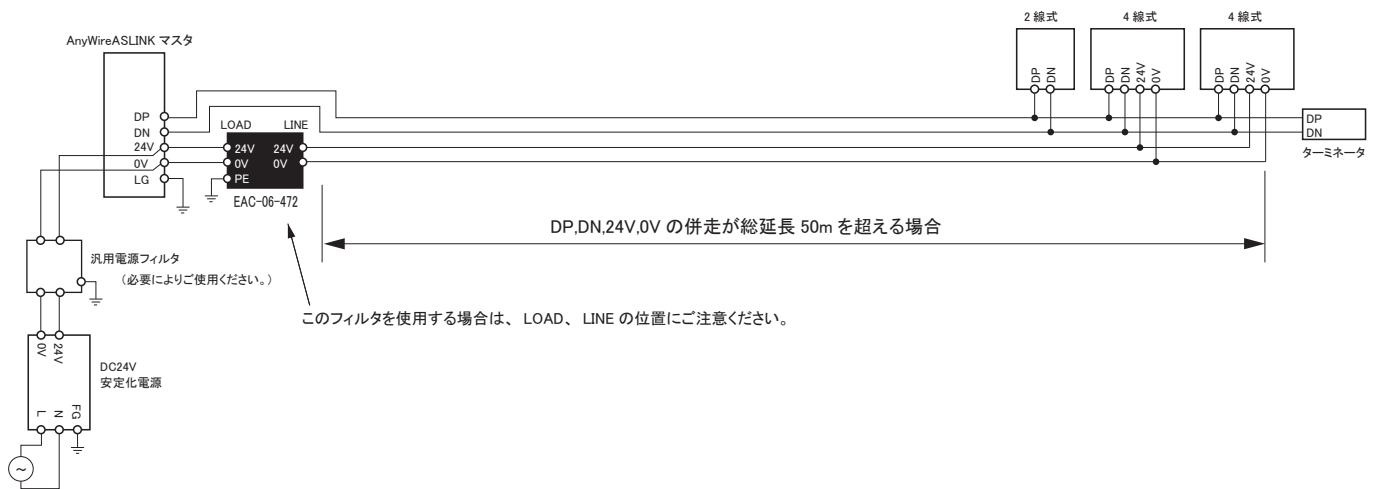 AnyWireASLINK マスタ
DP
DN
24V
0V
LG
LOAD
LINE
24V
0V
PE
24V
0V
EAC-06-472
2 線式
DP
DN
4 線式
DP
DN
24V
0V
4 線式
DP
DN
24V
0V
DP
DN
ターミネータ
DP,DN,24V,0V の併走が総延長 50m を超える場合
このフィルタを使用する場合は、 LOAD、 LINE の位置にご注意ください。
汎用電源フィルタ
（必要によりご使用ください。）
0V
24V
DC24V
安定化電源
L
N
FG
~